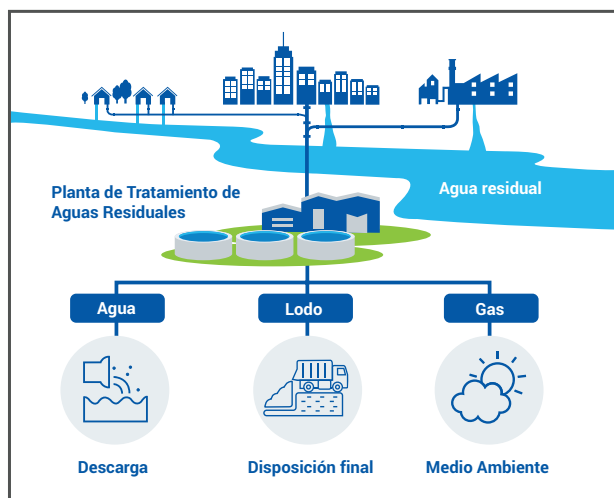 Planta de Tratamiento de
Aguas Residuales
Agua residual
Agua
Lodo
Gas
Descarga
Disposición final
Medio Ambiente